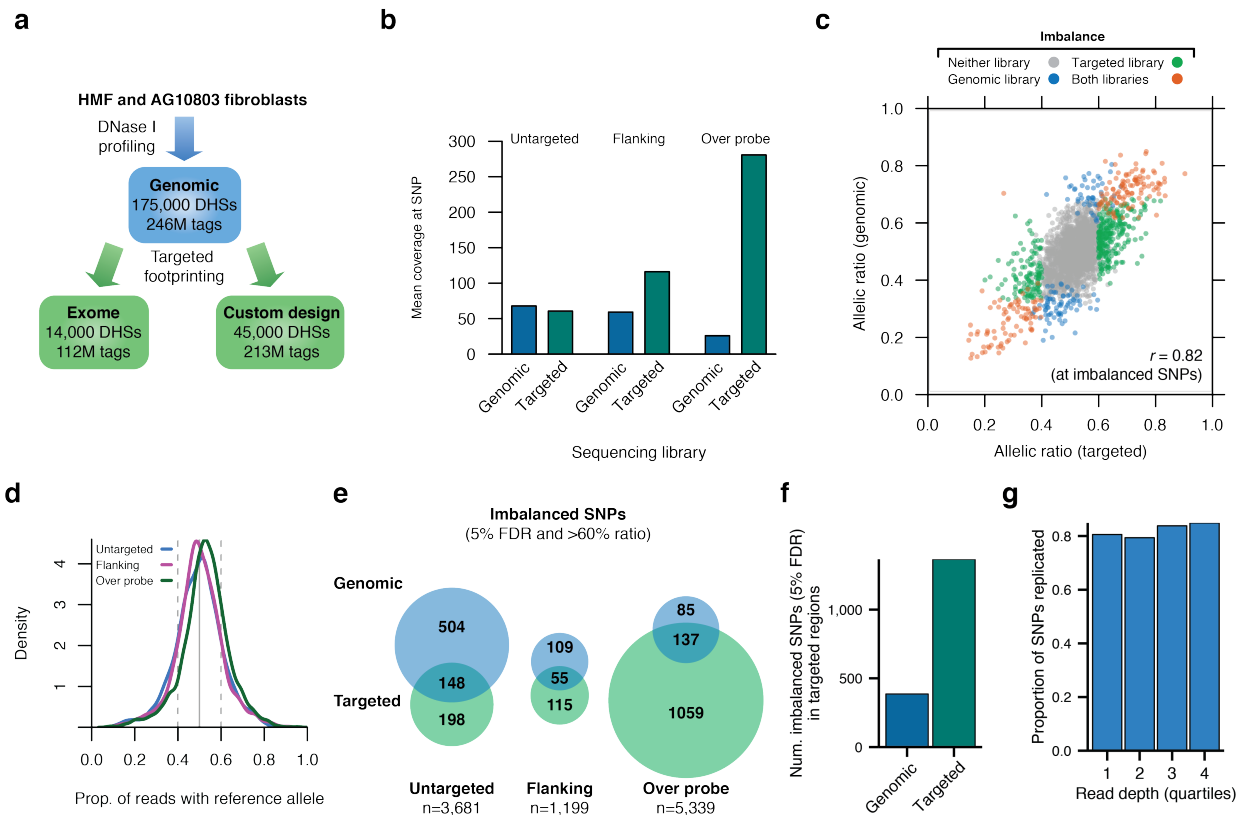 a
HMF and AG10803 fibroblasts
DNase I
profiling
Genomic
175,000 DHSs
246M tags
Targeted
footprinting
Exome
14,000 DHSs
112M tags
Custom design
45,000 DHSs
213M tags
b
Mean coverage at SNP
300
250
200
150
100
50
0
Untargeted
Flanking
Over probe
Genomic
Targeted
Genomic
Targeted
Genomic
Targeted
Sequencing library
c
Imbalance
Neither library
Targeted library
Genomic library
Both libraries
Allelic ratio (genomic)
1.0
0.8
0.6
0.4
0.2
0.0
r = 0.82
(at imbalanced SNPs)
0.0 0.2 0.4 0.6 0.8 1.0
Allelic ratio (targeted)
d
Density
4
3
2
1
Untargeted
Flanking
Over probe
0.0 0.2 0.4 0.6 0.8 1.0
Prop. of reads with reference allele
e
Imbalanced SNPs
(5% FDR and >60% ratio)
Genomic
Targeted
504
148
198
109
55
115
85
137
1059
Untargeted
n=3,681
Flanking
n=1,199
Over probe
n=5,339
f
Num. imbalanced SNPs (5% FDR)
in targeted regions
1,000
500
0
Genomic
Targeted
g
Proportion of SNPs replicated
0.8
0.6
0.4
0.2
0.0
1 2 3 4
Read depth (quartiles)